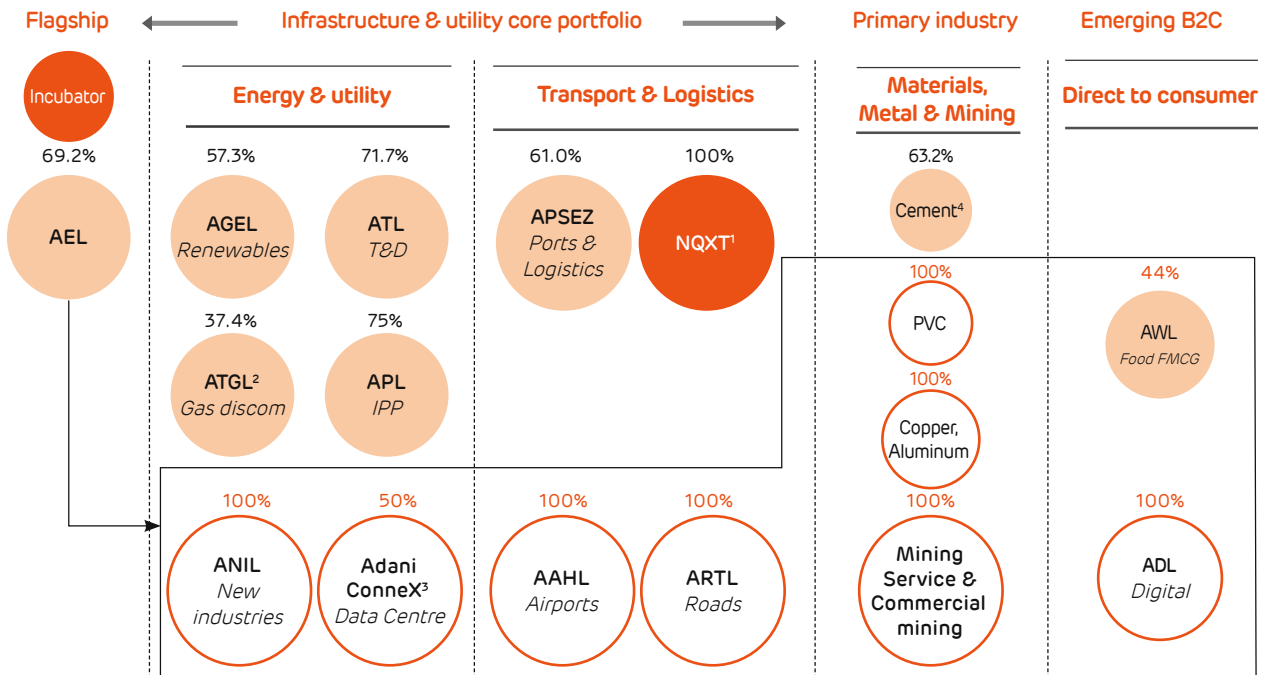 Flagship
Infrastructure & utility core portfolio
Primary industry
Emerging B2C
Incubator
Energy & utility
Transport & Logistics
Materials,
Metal & Mining
Direct to consumer
69.2%
AEL
57.3%
AGEL
Renewables
71.7%
ATL
T&D
61.0%
APSEZ
Ports &
Logistics
100%
NQXT¹
63.2%
Cement⁴
37.4%
ATGL²
Gas discom
75%
APL
IPP
100%
PVC
100%
Copper,
Aluminum
44%
AWL
Food FMCG
100%
ANIL
New
industries
50%
Adani
ConneX³
Data Centre
100%
AAHL
Airports
100%
ARTL
Roads
100%
Mining
Service &
Commercial
mining
100%
ADL
Digital